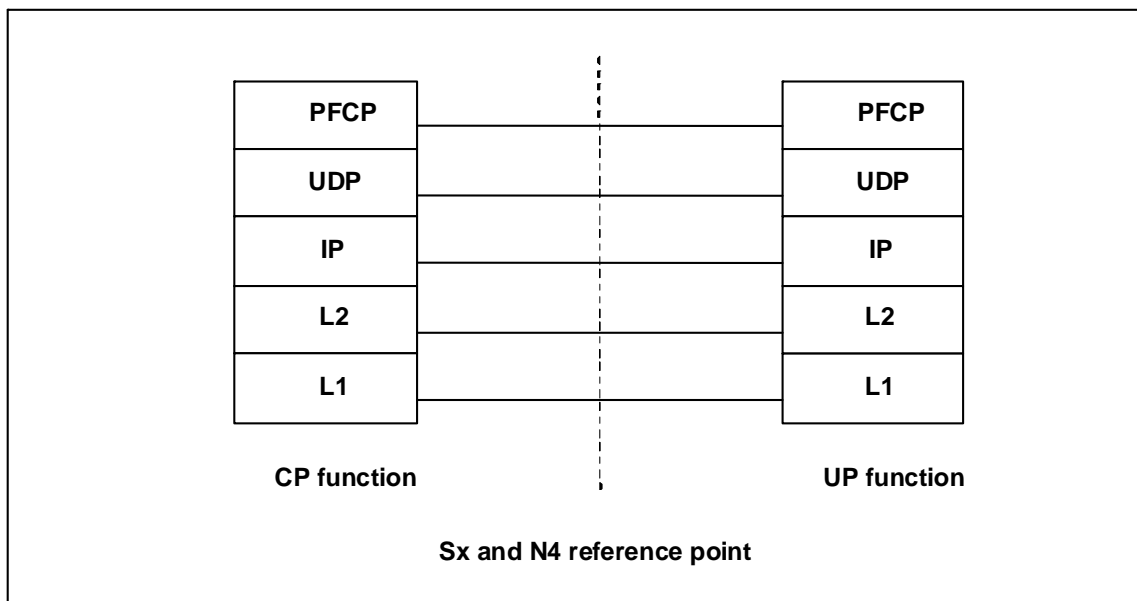 PFCP
UDP
IP
L2
L1
CP function
PFCP
UDP
IP
L2
L1
UP function
Sx and N4 reference point